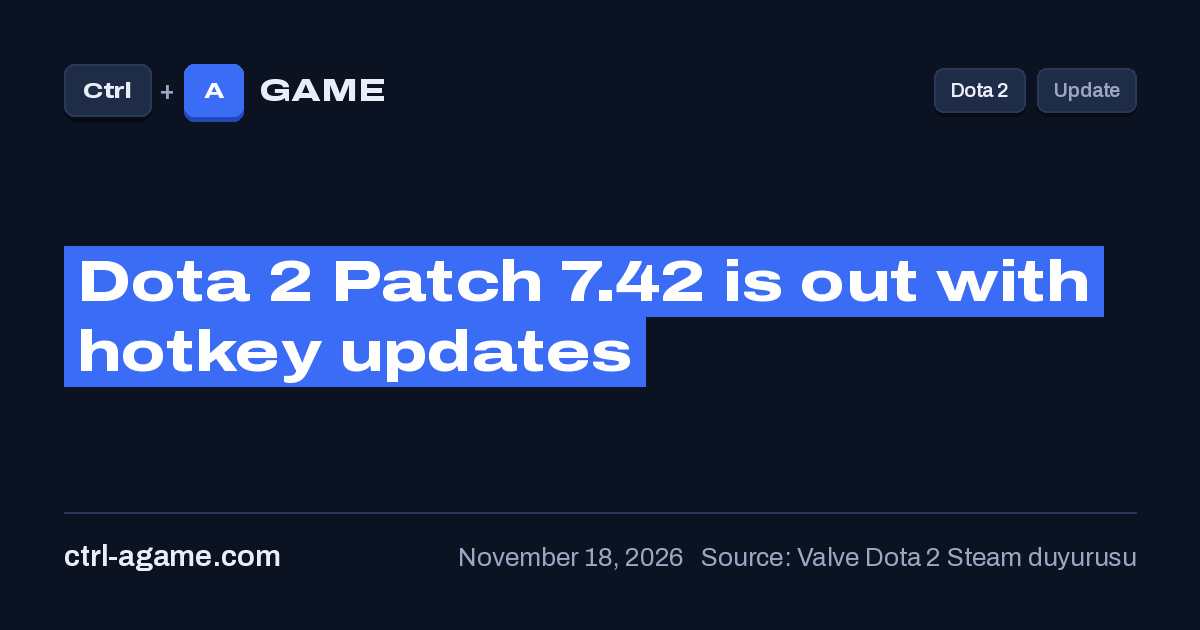 Ctrl + A GAME
Dota 2 Update
Dota 2 Patch 7.42 is out with
hotkey updates
ctrl-agame.com
November 18, 2026 Source: Valve Dota 2 Steam duyurusu